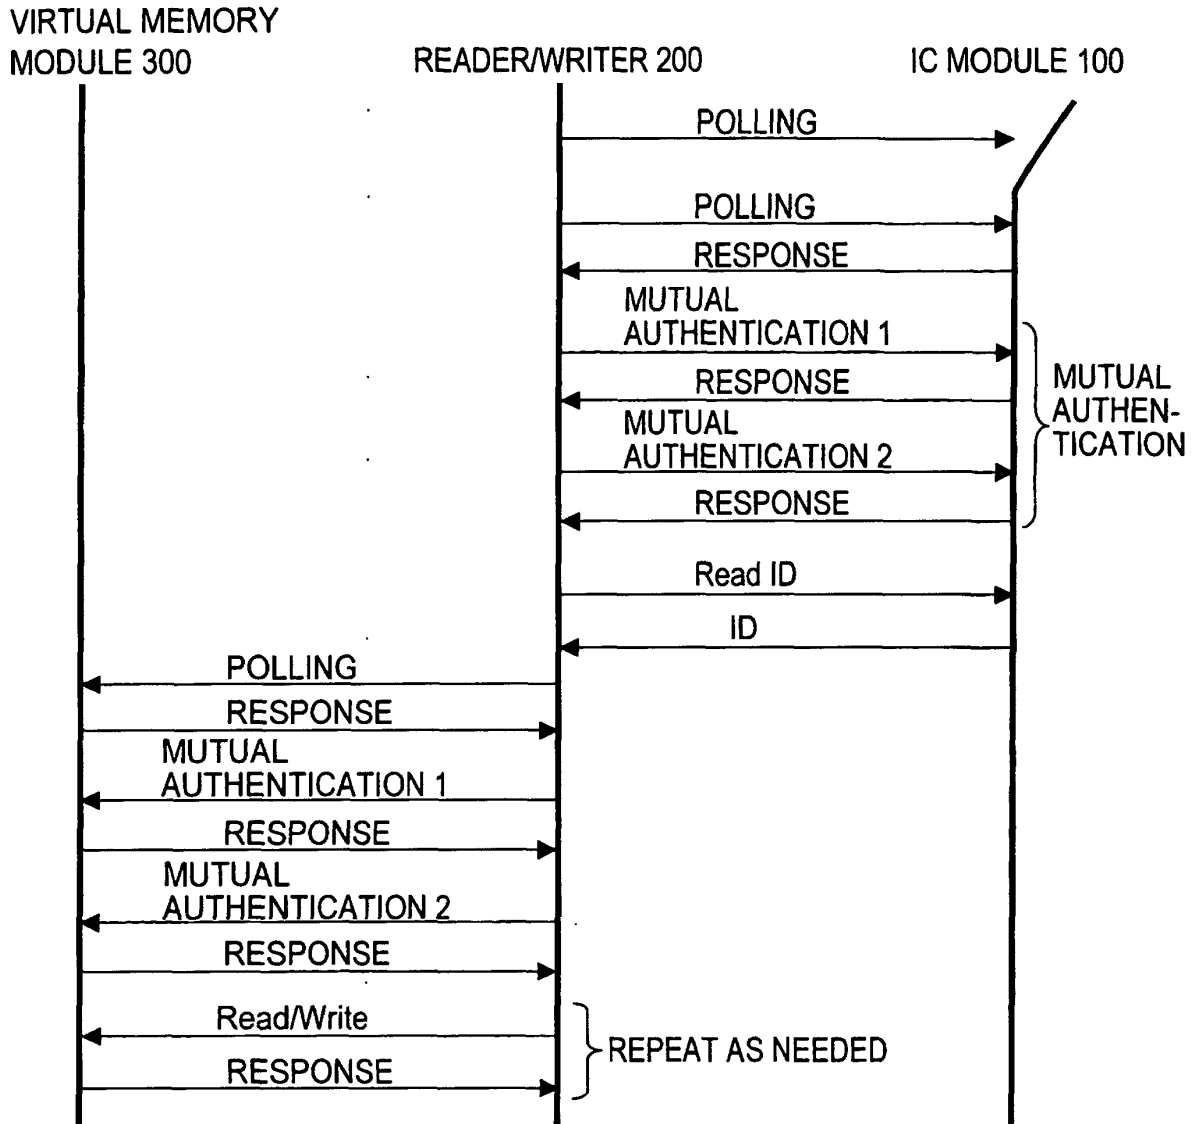 VIRTUAL MEMORY
MODULE 300
READER/WRITER 200
IC MODULE 100
POLLING
POLLING
RESPONSE
MUTUAL
AUTHENTICATION 1
RESPONSE
MUTUAL
AUTHENTICATION 2
RESPONSE
MUTUAL
AUTHEN-
TICATION
Read ID
ID
POLLING
RESPONSE
MUTUAL
AUTHENTICATION 1
RESPONSE
MUTUAL
AUTHENTICATION 2
RESPONSE
Read/Write
RESPONSE
REPEAT AS NEEDED